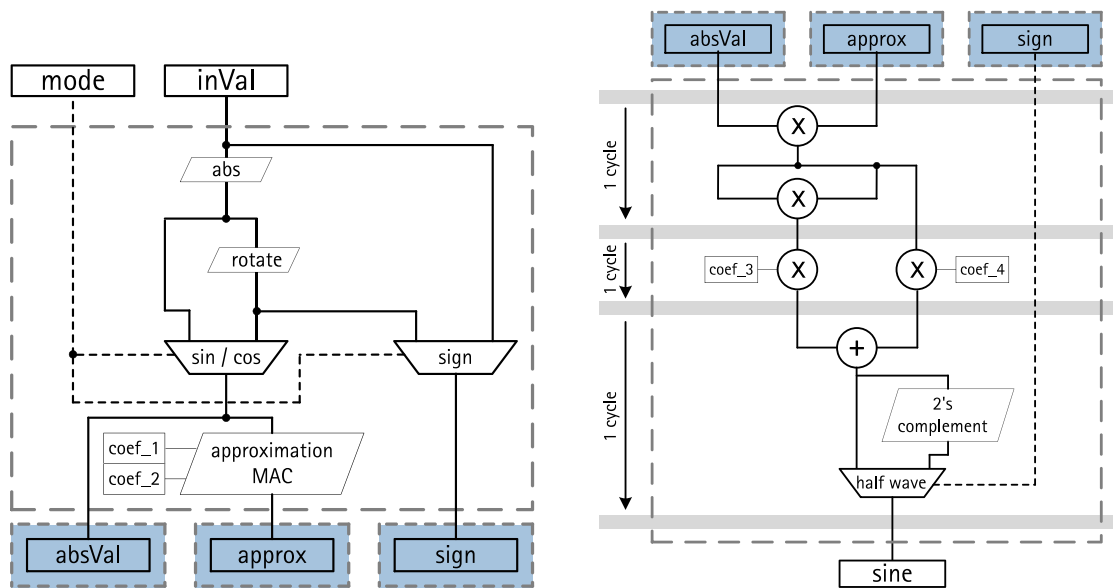 mode
inVal
abs
rotate
sin / cos
sign
coef_1
coef_2
approximation
MAC
absVal
approx
sign
absVal
approx
sign
1 cycle
X
X
1 cycle
coef_3
X
X
coef_4
1 cycle
+
2's
complement
half wave
sine